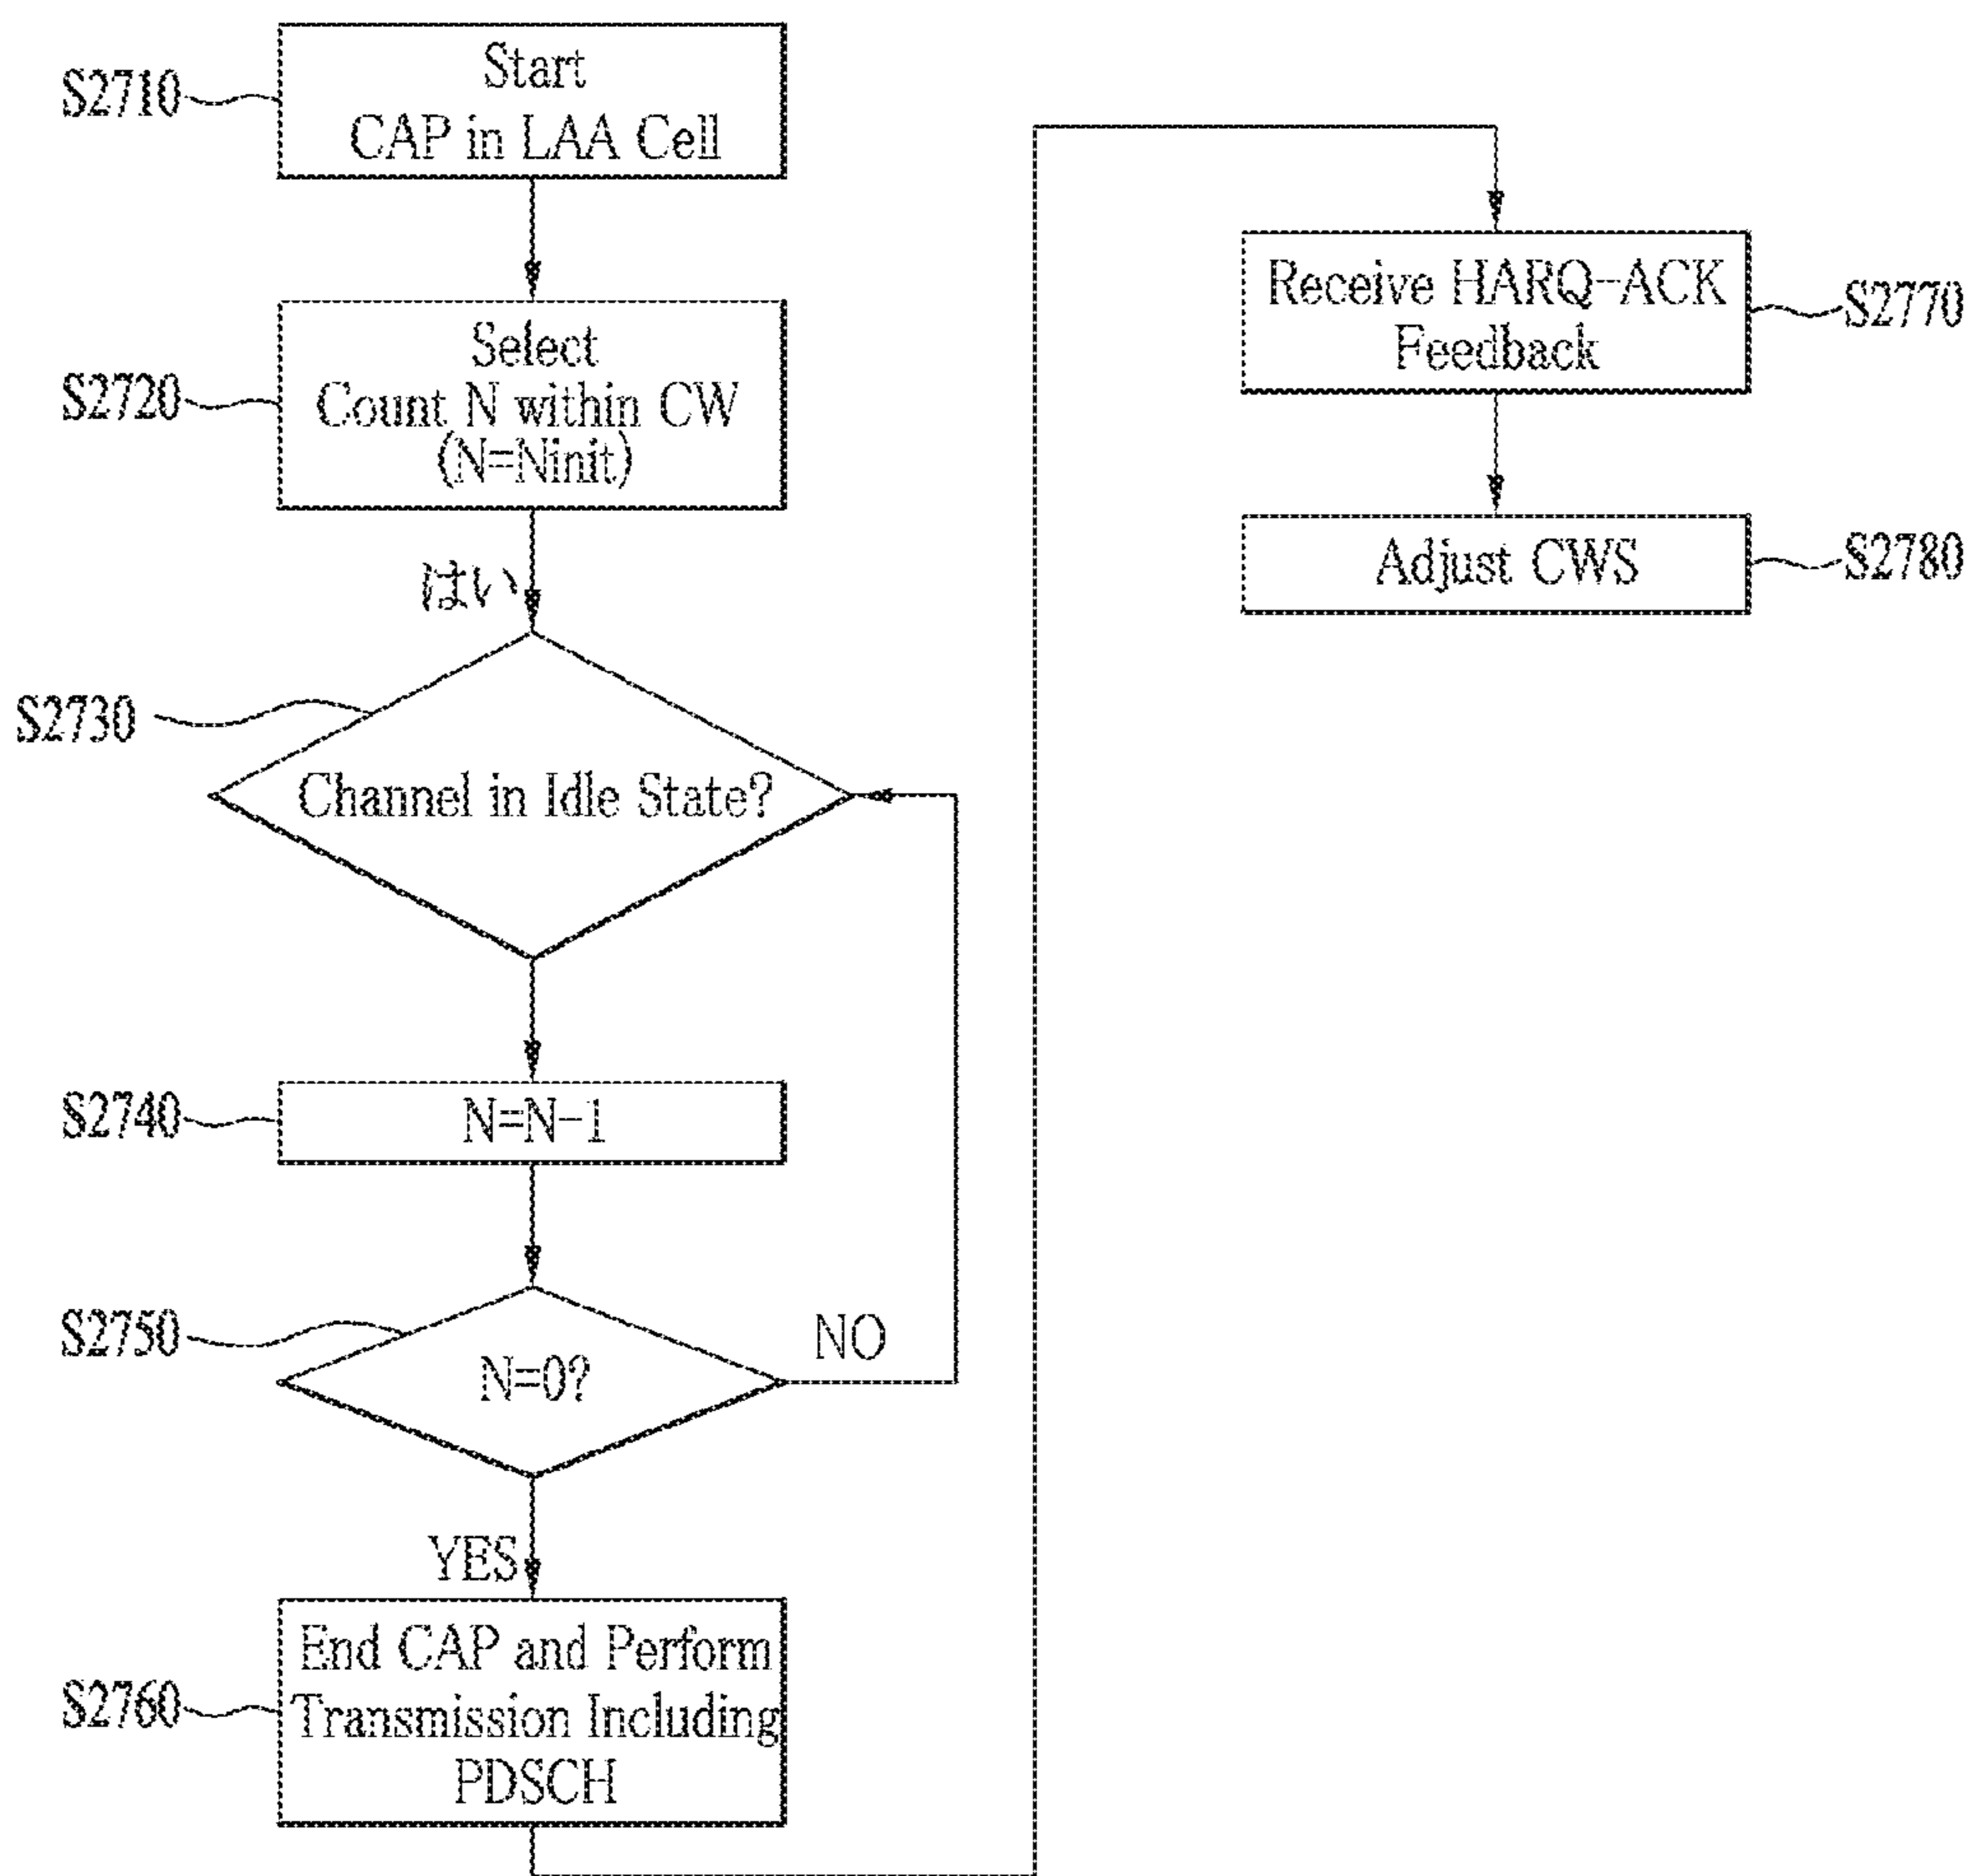 S2710
Start
CAP in LAA Cell
S2720
Select
Count N within CW
(N=Ninit)
はい
S2730
Channel in Idle State?
S2740
N=N-1
S2750
N=0?
NO
YES
S2760
End CAP and Perform
Transmission Including
PDSCH
Receive HARQ-ACK
Feedback
S2770
Adjust CWS
S2780